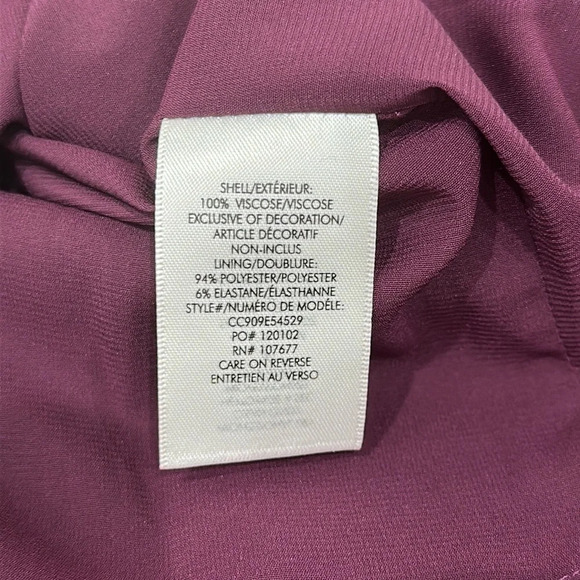 SHELL/EXTÉRIEUR:
100% VISCOSE/VISCOSE
EXCLUSIVE OF DECORATION/
ARTICLE DÉCORATIF
NON-INCLUS
LINING/DOUBLURE:
94% POLYESTER/POLYESTER
6% ELASTANE/ÉLASTHANNE
STYLE#/NUMÉRO DE MODÉLE:
CC909E54529
PO# 120102
RN# 107677
CARE ON REVERSE
ENTRETIEN AU VERSO